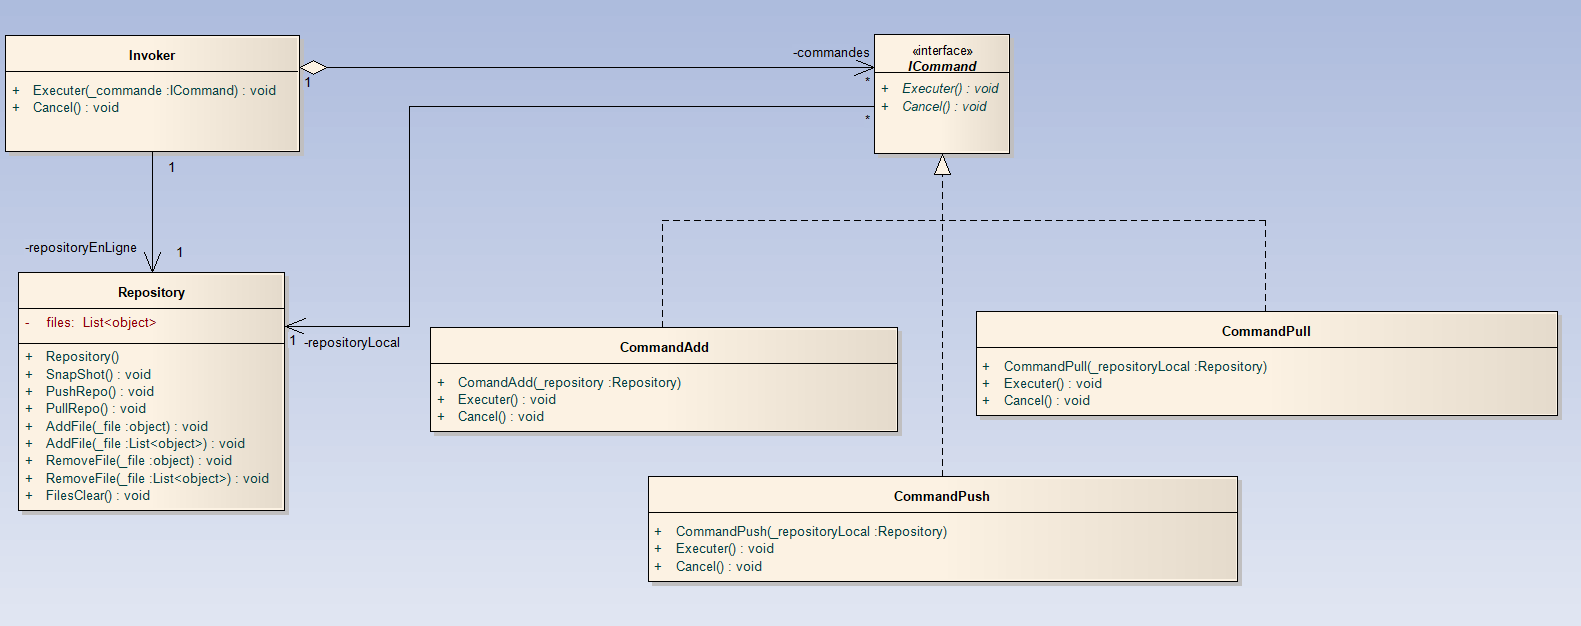 Invoker
+ Executer(_commande :ICommand) : void
+ Cancel() : void
1
-commandes
*
«interface»
ICommand
+ Executer() : void
+ Cancel() : void
*
1
-repositoryEnLigne
1
Repository
- files: List<object>
+ Repository()
+ SnapShot() : void
+ PushRepo() : void
+ PullRepo() : void
+ AddFile(_file :object) : void
+ AddFile(_file :List<object>) : void
+ RemoveFile(_file :object) : void
+ RemoveFile(_file :List<object>) : void
+ FilesClear() : void
1
-repositoryLocal
CommandAdd
+ ComandAdd(_repository :Repository)
+ Executer() : void
+ Cancel() : void
CommandPull
+ CommandPull(_repositoryLocal :Repository)
+ Executer() : void
+ Cancel() : void
CommandPush
+ CommandPush(_repositoryLocal :Repository)
+ Executer() : void
+ Cancel() : void